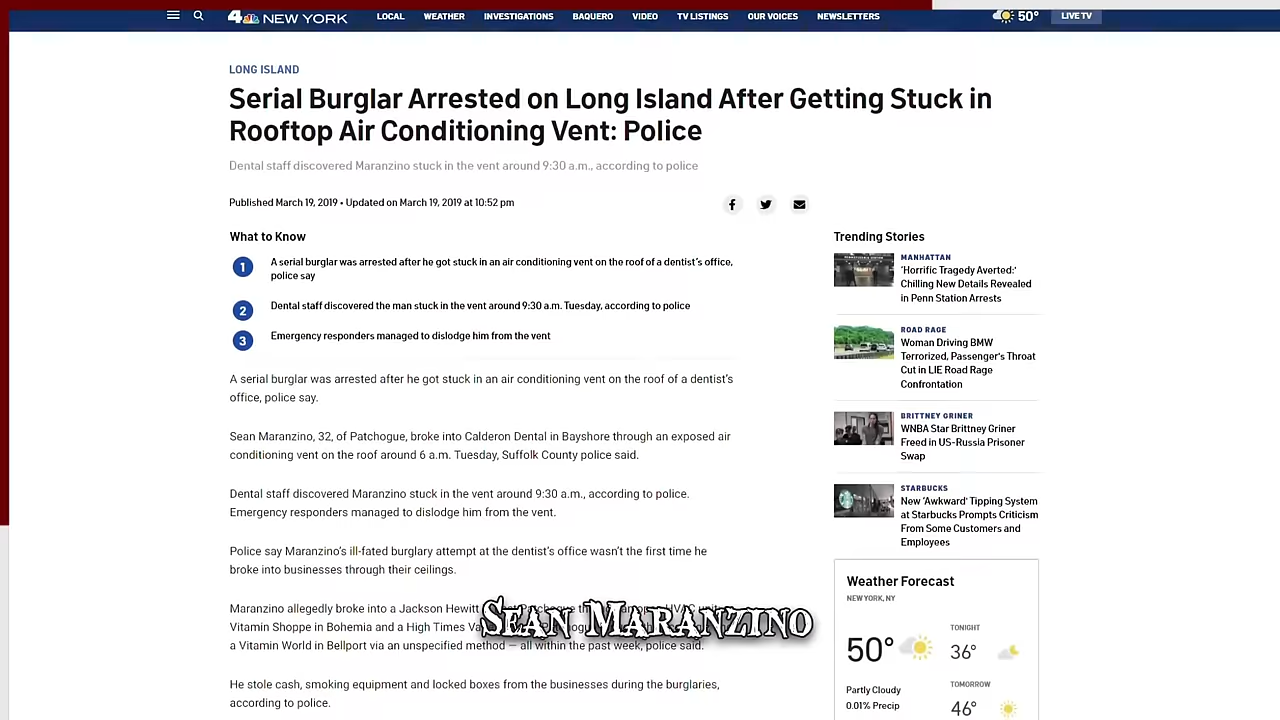 4 NEW YORK LOCAL WEATHER INVESTIGATIONS BAQUERO VIDEO TV LISTINGS OUR VOICES NEWSLETTERS 50° LIVE TV
LONG ISLAND
Serial Burglar Arrested on Long Island After Getting Stuck in
Rooftop Air Conditioning Vent: Police
Dental staff discovered Maranzino stuck in the vent around 9:30 a.m., according to police
Published March 19, 2019 • Updated on March 19, 2019 at 10:52 pm
What to Know
1 A serial burglar was arrested after he got stuck in an air conditioning vent on the roof of a dentist's office,
police say
2 Dental staff discovered the man stuck in the vent around 9:30 a.m. Tuesday, according to police
3 Emergency responders managed to dislodge him from the vent
A serial burglar was arrested after he got stuck in an air conditioning vent on the roof of a dentist's
office, police say.
Sean Maranzino, 32, of Patchogue, broke into Calderon Dental in Bayshore through an exposed air
conditioning vent on the roof around 6 a.m. Tuesday, Suffolk County police said.
Dental staff discovered Maranzino stuck in the vent around 9:30 a.m., according to police.
Emergency responders managed to dislodge him from the vent.
Police say Maranzino's ill-fated burglary attempt at the dentist's office wasn't the first time he
broke into businesses through their ceilings.
Maranzino allegedly broke into a Jackson Hewitt
Vitamin Shoppe in Bohemia and a High Times
a Vitamin World in Bellport via an unspecified method — all within the past week, police said.
He stole cash, smoking equipment and locked boxes from the businesses during the burglaries,
according to police.
Sean Maranzino
Trending Stories
MANHATTAN
'Horrific Tragedy Averted:'
Chilling New Details Revealed
in Penn Station Arrests
ROAD RAGE
Woman Driving BMW
Terrorized, Passenger's Throat
Cut in LIE Road Rage
Confrontation
BRITTNEY GRINER
WNBA Star Brittney Griner
Freed in US-Russia Prisoner
Swap
STARBUCKS
New 'Awkward' Tipping System
at Starbucks Prompts Criticism
From Some Customers and
Employees
Weather Forecast
NEW YORK, NY
50°
Partly Cloudy
0.01% Precip
TONIGHT
36°
TOMORROW
46°